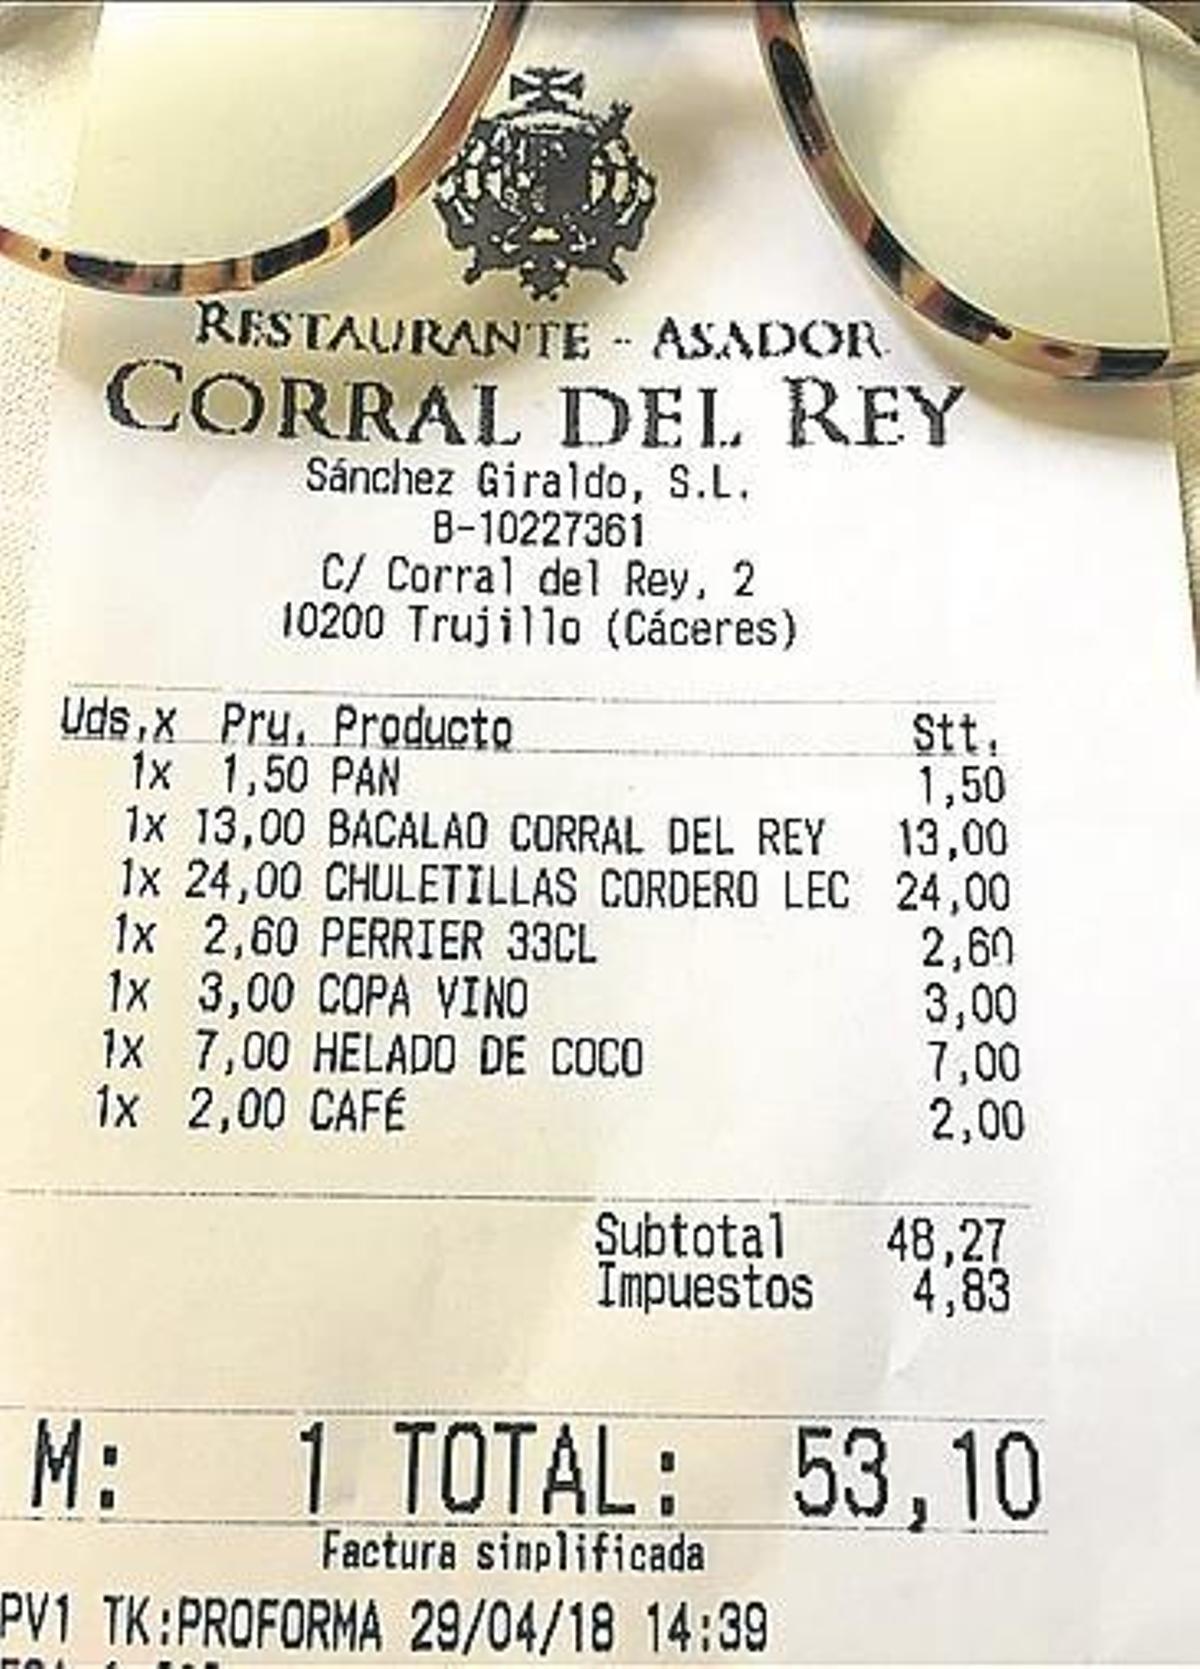 RESTAURANTE - ASADOR
CORRAL DEL REY
Sánchez Giraldo, S.L.
B-10227361
C/ Corral del Rey, 2
10200 Trujillo (Cáceres)
Uds,x Pru. Producto Stt.
1x 1,50 PAN 1,50
1x 13,00 BACALAO CORRAL DEL REY 13,00
1x 24,00 CHULETILLAS CORDERO LEC 24,00
1x 2,60 PERRIER 33CL 2,60
1x 3,00 COPA VINO 3,00
1x 7,00 HELADO DE COCO 7,00
1x 2,00 CAFÉ 2,00
Subtotal 48,27
Impuestos 4,83
M: 1 TOTAL: 53,10
Factura simplificada
PV1 TK:PROFORMA 29/04/18 14:39